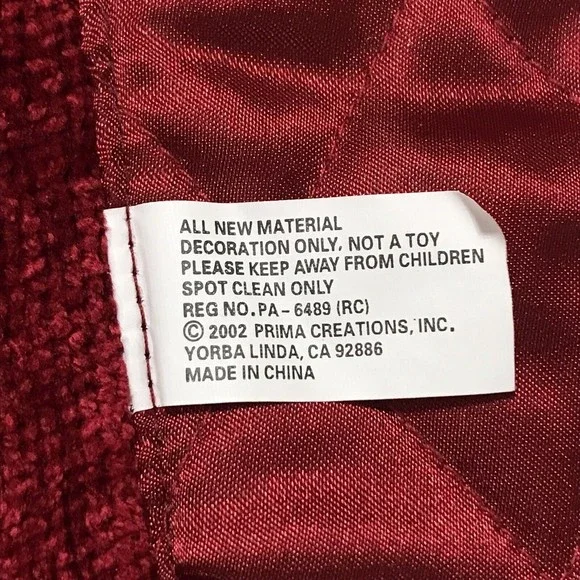 ALL NEW MATERIAL
DECORATION ONLY. NOT A TOY
PLEASE KEEP AWAY FROM CHILDREN
SPOT CLEAN ONLY
REG NO. PA-6489 (RC)
© 2002 PRIMA CREATIONS, INC.
YORBA LINDA, CA 92886
MADE IN CHINA